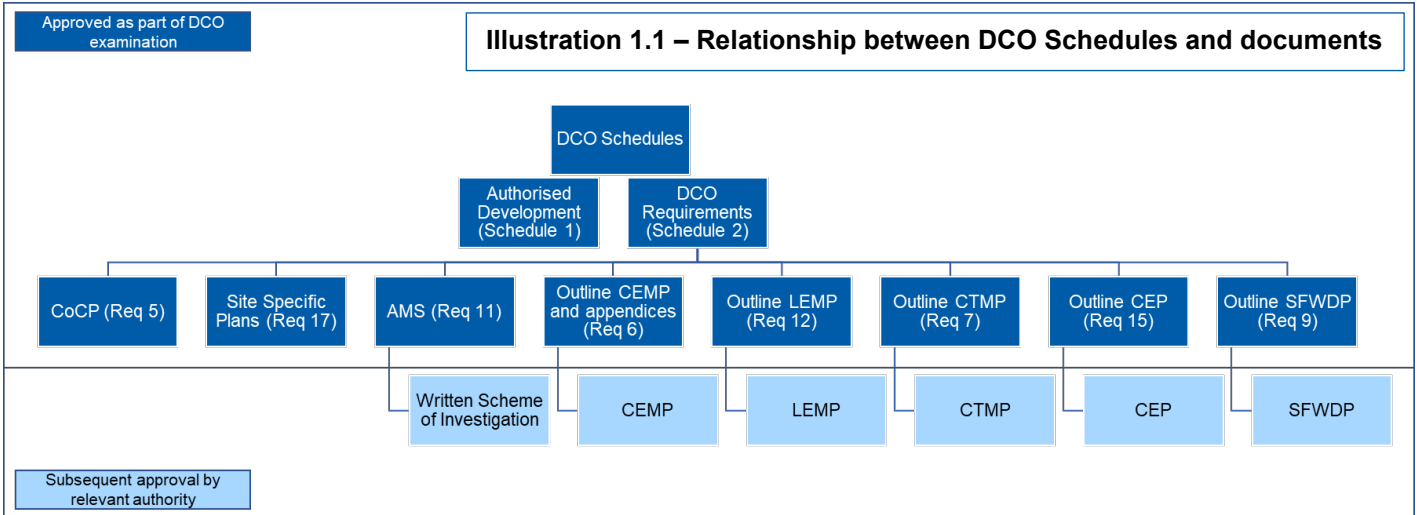 Approved as part of DCO
examination
Illustration 1.1 – Relationship between DCO Schedules and documents
DCO Schedules
Authorised
Development
(Schedule 1)
DCO
Requirements
(Schedule 2)
CoCP (Req 5)
Site Specific
Plans (Req 17)
AMS (Req 11)
Outline CEMP
and appendices
(Req 6)
Outline LEMP
(Req 12)
Outline CTMP
(Req 7)
Outline CEP
(Req 15)
Outline SFWDP
(Req 9)
Written Scheme
of Investigation
CEMP
LEMP
CTMP
CEP
SFWDP
Subsequent approval by
relevant authority